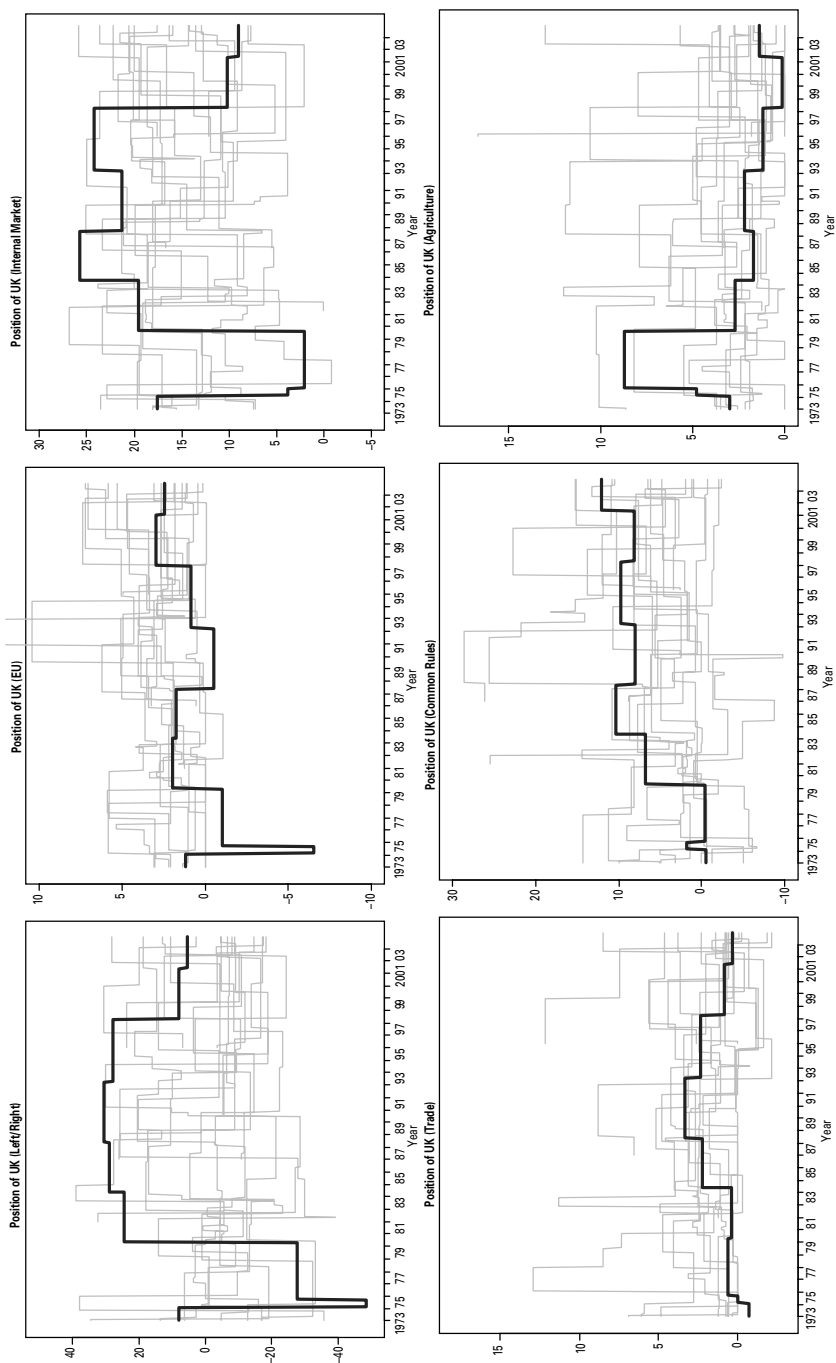 Position of UK (Left/Right)
40
20
0
–20
–40
1973 75 77 79 81 83 85 87 89 91 93 95 97 99 2001 03
Year
Position of UK (EU)
10
5
0
–5
–10
1973 75 77 79 81 83 85 87 89 91 93 95 97 99 2001 03
Year
Position of UK (Internal Market)
30
25
20
15
10
5
0
–5
1973 75 77 79 81 83 85 87 89 91 93 95 97 99 2001 03
Year
Position of UK (Trade)
15
10
5
0
1973 75 77 79 81 83 85 87 89 91 93 95 97 99 2001 03
Year
Position of UK (Common Rules)
30
20
10
0
–10
1973 75 77 79 81 83 85 87 89 91 93 95 97 99 2001 03
Year
Position of UK (Agriculture)
15
10
5
0
1973 75 77 79 81 83 85 87 89 91 93 95 97 99 2001 03
Year